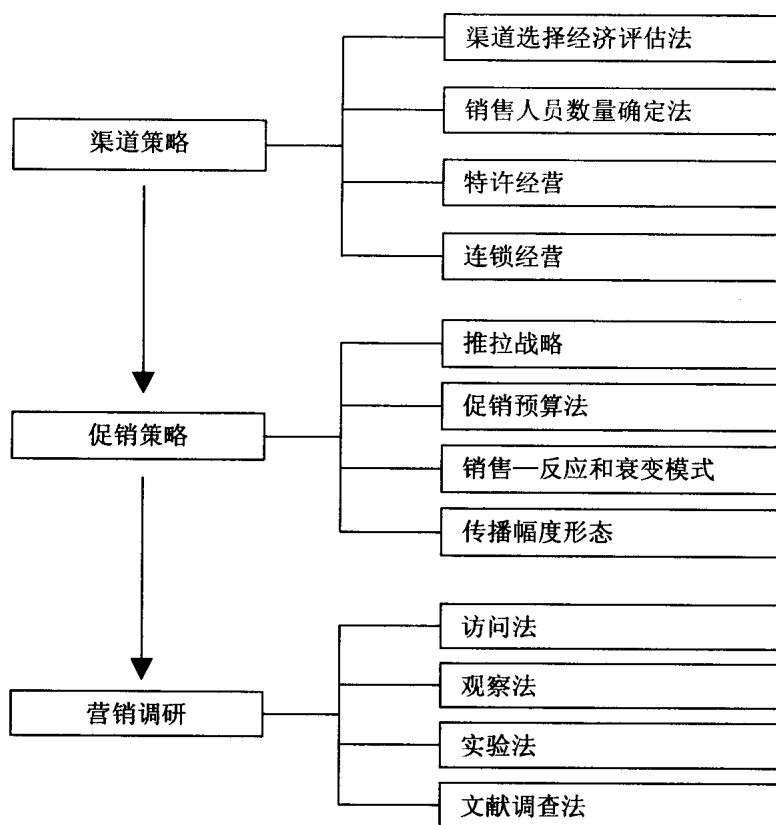 渠道选择经济评估法
销售人员数量确定法
渠道策略
特许经营
连锁经营
推拉战略
促销预算法
促销策略
销售—反应和衰变模式
传播幅度形态
访问法
观察法
营销调研
实验法
文献调查法